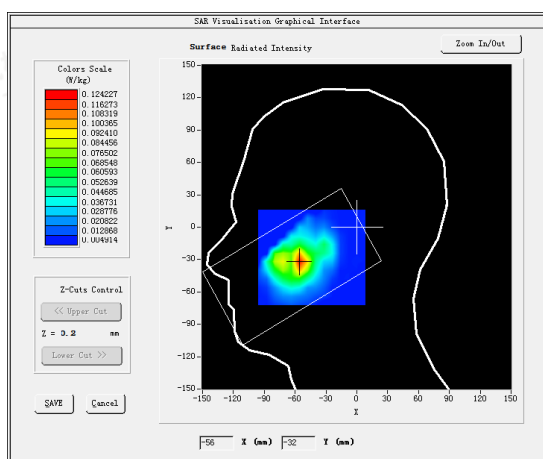 SAR Visualisation Graphical Interface
Surface Radiated Intensity
Zoom In/Out
Colors Scale
(W/kg)
0.124227
0.116273
0.108319
0.100365
0.092410
0.084456
0.076502
0.068548
0.060593
0.052639
0.044685
0.036731
0.028776
0.020822
0.012868
0.004914
Z-Cuts Control
<< Upper Cut
Z = 0.2 mm
Lower Cut >>
SAVE Cancel
150
120
90
60
30
0
-30
-60
-90
-120
-150
Y
-150 -120 -90 -60 -30 0 30 60 90 120 150
X
-56 X (mm) -32 Y (mm)